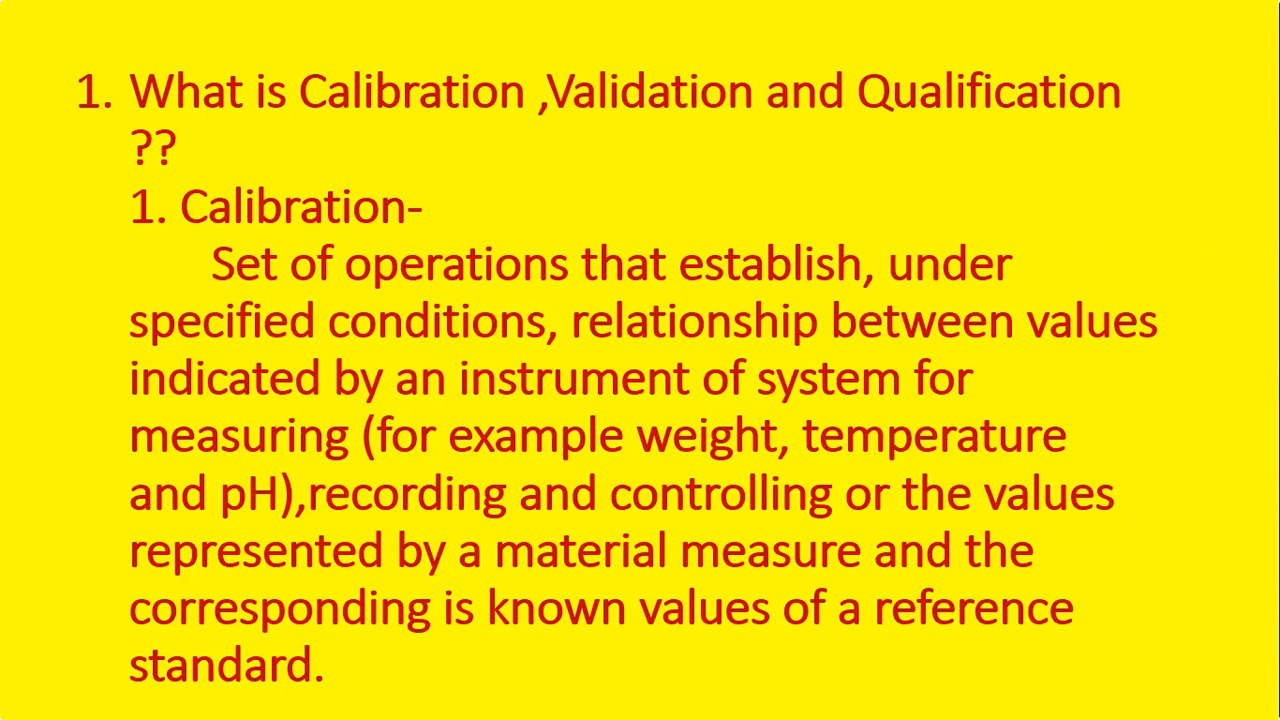 1. What is Calibration ,Validation and Qualification
??
1. Calibration-
Set of operations that establish, under
specified conditions, relationship between values
indicated by an instrument of system for
measuring (for example weight, temperature
and pH),recording and controlling or the values
represented by a material measure and the
corresponding is known values of a reference
standard.